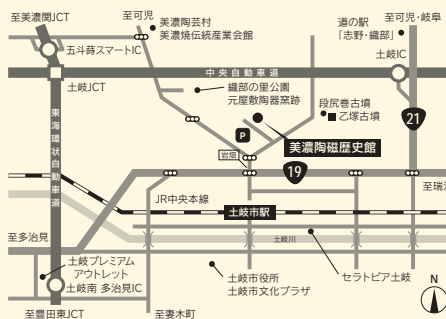 至美濃関JCT
至可児
美濃陶芸村
美濃焼伝統産業会館
道の駅
「志野・織部」
至可児・岐阜
五斗蒔スマートIC
土岐IC
中央自動車道
土岐JCT
織部の里公園
元屋敷陶器窯跡
段尻巻古墳
乙塚古墳
21
東海環状自動車道
P
美濃陶磁歴史館
岩畑
19
至瑞
JR中央本線
土岐市駅
至多治見
土岐川
土岐プレミアム
アウトレット
土岐南 多治見IC
土岐市役所
土岐市文化プラザ
セラトピア土岐
N
至豊田東JCT
至妻木町